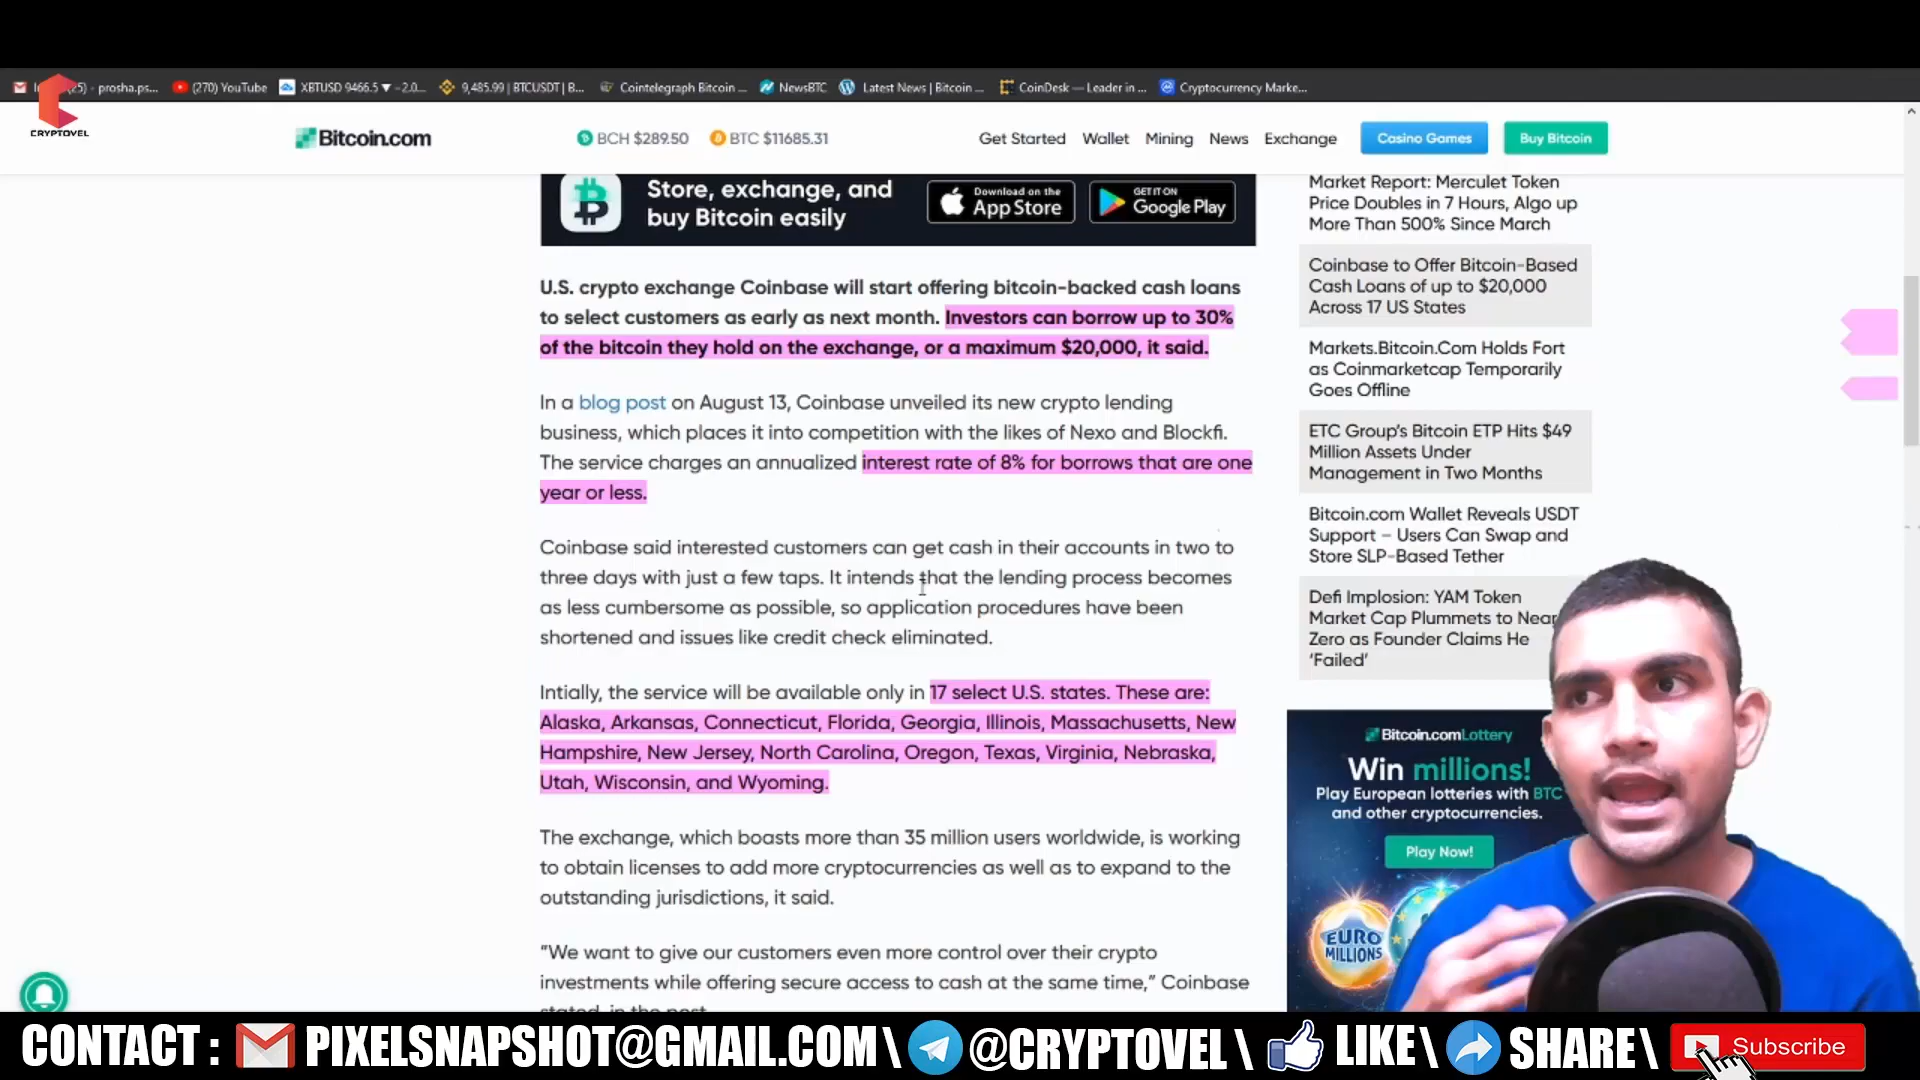 (25) - prosha.ps...
(270) YouTube
XBTUSD 9466.5 ▼ -2.0...
9,485.99 | BTCUSDT | B...
Cointelegraph Bitcoin ...
NewsBTC
Latest News | Bitcoin ...
CoinDesk — Leader in ...
Cryptocurrency Marke...
CRYPTOVEL
Bitcoin.com
BCH $289.50
BTC $11685.31
Get Started
Wallet
Mining
News
Exchange
Casino Games
Buy Bitcoin
Store, exchange, and
buy Bitcoin easily
Download on the
App Store
GET IT ON
Google Play
U.S. crypto exchange Coinbase will start offering bitcoin-backed cash loans
to select customers as early as next month. Investors can borrow up to 30%
of the bitcoin they hold on the exchange, or a maximum $20,000, it said.
In a blog post on August 13, Coinbase unveiled its new crypto lending
business, which places it into competition with the likes of Nexo and Blockfi.
The service charges an annualized interest rate of 8% for borrows that are one
year or less.
Coinbase said interested customers can get cash in their accounts in two to
three days with just a few taps. It intends that the lending process becomes
as less cumbersome as possible, so application procedures have been
shortened and issues like credit check eliminated.
Intially, the service will be available only in 17 select U.S. states. These are:
Alaska, Arkansas, Connecticut, Florida, Georgia, Illinois, Massachusetts, New
Hampshire, New Jersey, North Carolina, Oregon, Texas, Virginia, Nebraska,
Utah, Wisconsin, and Wyoming.
The exchange, which boasts more than 35 million users worldwide, is working
to obtain licenses to add more cryptocurrencies as well as to expand to the
outstanding jurisdictions, it said.
"We want to give our customers even more control over their crypto
investments while offering secure access to cash at the same time," Coinbase
stated, in the post.
Market Report: Merculet Token
Price Doubles in 7 Hours, Algo up
More Than 500% Since March
Coinbase to Offer Bitcoin-Based
Cash Loans of up to $20,000
Across 17 US States
Markets.Bitcoin.Com Holds Fort
as Coinmarketcap Temporarily
Goes Offline
ETC Group's Bitcoin ETP Hits $49
Million Assets Under
Management in Two Months
Bitcoin.com Wallet Reveals USDT
Support – Users Can Swap and
Store SLP-Based Tether
Defi Implosion: YAM Token
Market Cap Plummets to Near
Zero as Founder Claims He
'Failed'
Bitcoin.comLottery
Win millions!
Play European lotteries with BTC
and other cryptocurrencies.
Play Now!
EURO
MILLIONS
CONTACT : PIXELSNAPSHOT@GMAIL.COM \ @CRYPTOVEL \ LIKE \ SHARE \ Subscribe